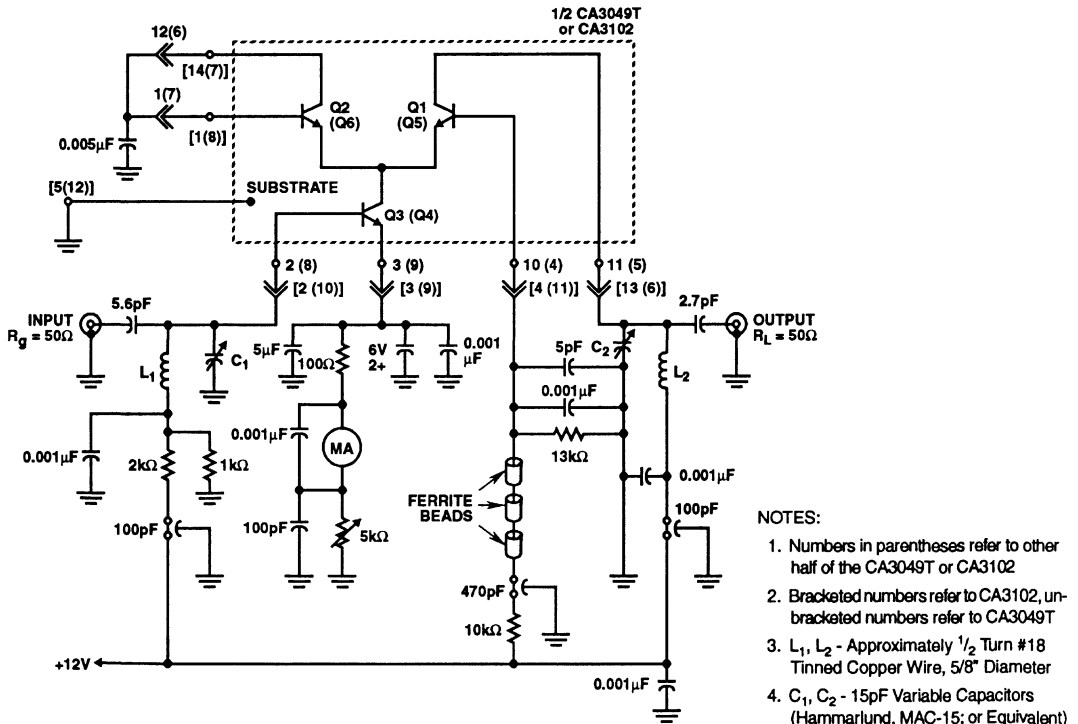 1/2 CA3049T
or CA3102
12(6)
[14(7)]
1(7)
[1(8)]
0.005µF
Q2
(Q6)
Q1
(Q5)
[5(12)]
SUBSTRATE
Q3 (Q4)
2 (8)
3 (9)
10 (4)
11 (5)
[2 (10)]
[3 (9)]
[4 (11)]
[13 (6)]
5.6pF
2.7pF
INPUT
Rg = 50Ω
OUTPUT
RL = 50Ω
L1
C1
5µF
100Ω
6V
2+
0.001
µF
5pF
C2
L2
0.001µF
13kΩ
0.001µF
2kΩ
1kΩ
0.001µF
MA
0.001µF
FERRITE
BEADS
100pF
100pF
5kΩ
100pF
470pF
10kΩ
+12V
0.001µF
NOTES:
1. Numbers in parentheses refer to other
half of the CA3049T or CA3102
2. Bracketed numbers refer to CA3102, un-
bracketed numbers refer to CA3049T
3. L1, L2 - Approximately 1/2 Turn #18
Tinned Copper Wire, 5/8" Diameter
4. C1, C2 - 15pF Variable Capacitors
(Hammarlund, MAC-15; or Equivalent)